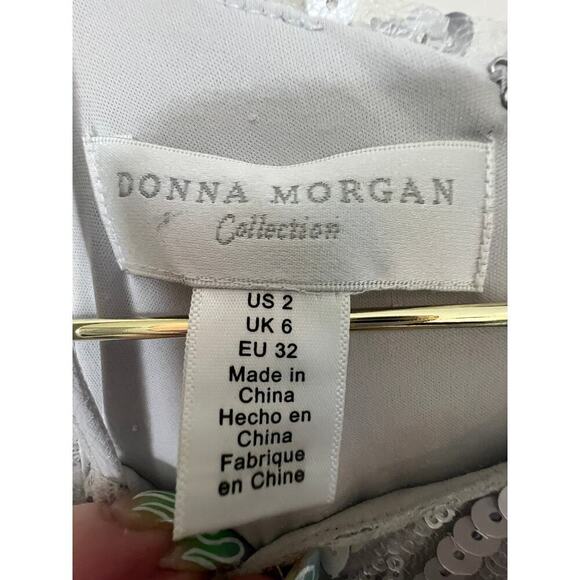 DONNA MORGAN
Collection
US 2
UK 6
EU 32
Made in
China
Hecho en
China
Fabrique
en Chine